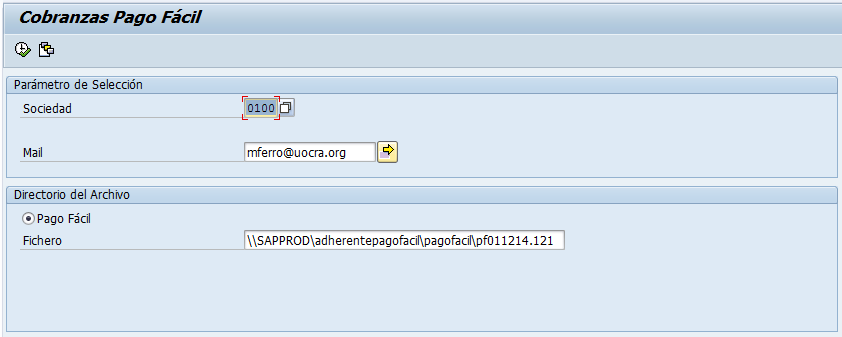 Cobranzas Pago Fácil
Parámetro de Selección
Sociedad 0100
Mail mferro@uocra.org
Directorio del Archivo
Pago Fácil
Fichero \\SAPPROD\adherentepagofacil\pagofacil\pf011214.121